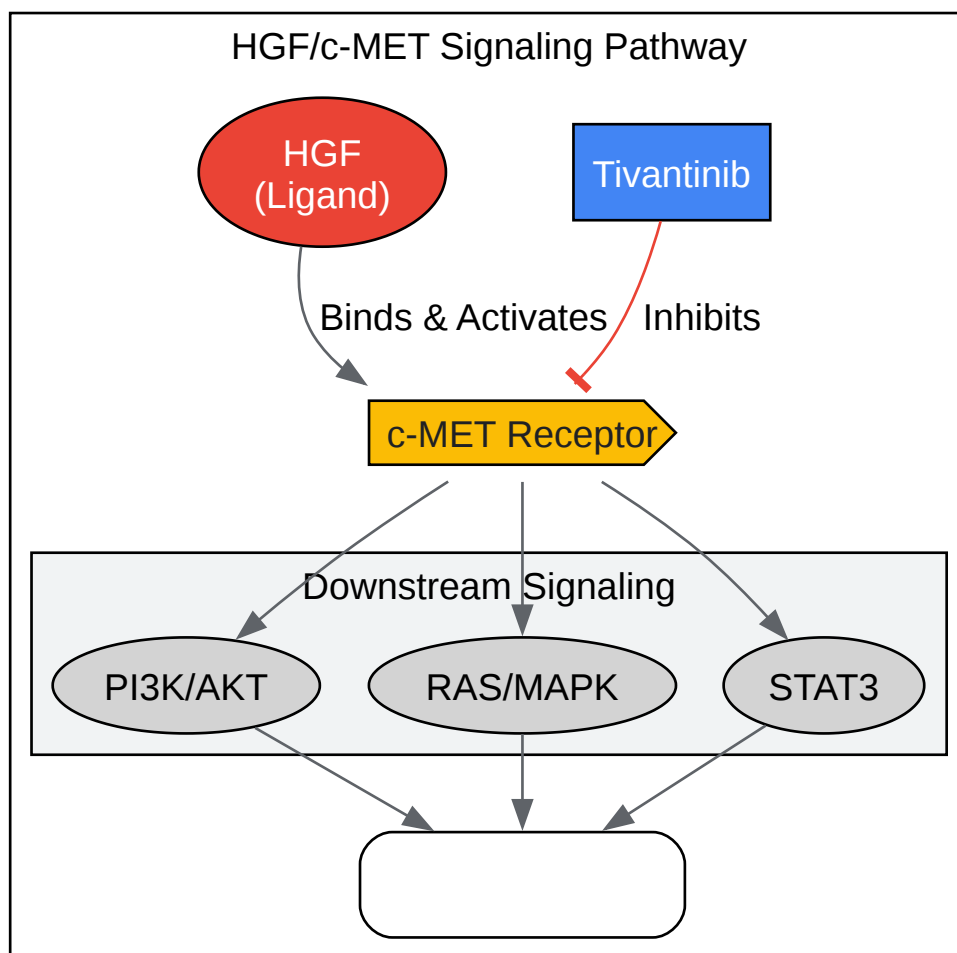 HGF/c-MET Signaling Pathway
HGF
(Ligand)
Tivantinib
Binds & Activates
Inhibits
c-MET Receptor
Downstream Signaling
PI3K/AKT
RAS/MAPK
STAT3